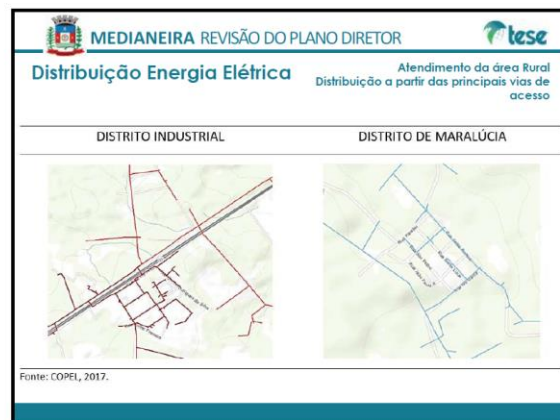 MEDIANEIRA REVISÃO DO PLANO DIRETOR
tese
Distribuição Energia Elétrica
Atendimento da área Rural
Distribuição a partir das principais vias de
acesso
DISTRITO INDUSTRIAL
DISTRITO DE MARALÚCIA
Fonte: COPEL, 2017.